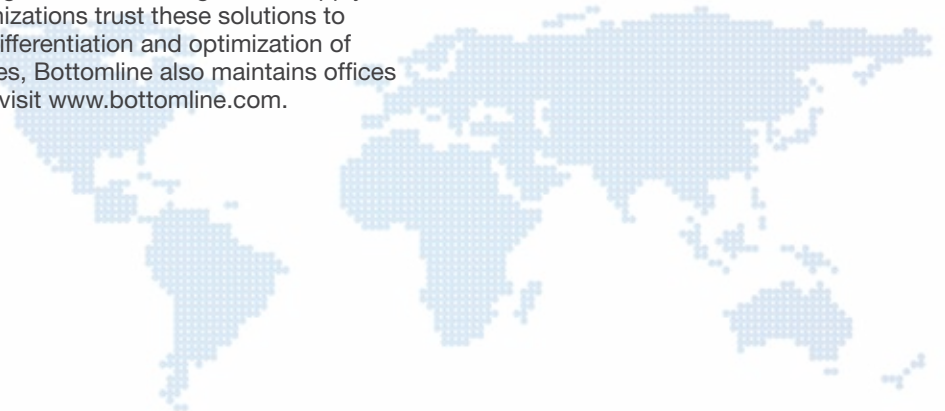 nizations trust these solutions to
ifferentiation and optimization of
es, Bottomline also maintains offices
visit www.bottomline.com.